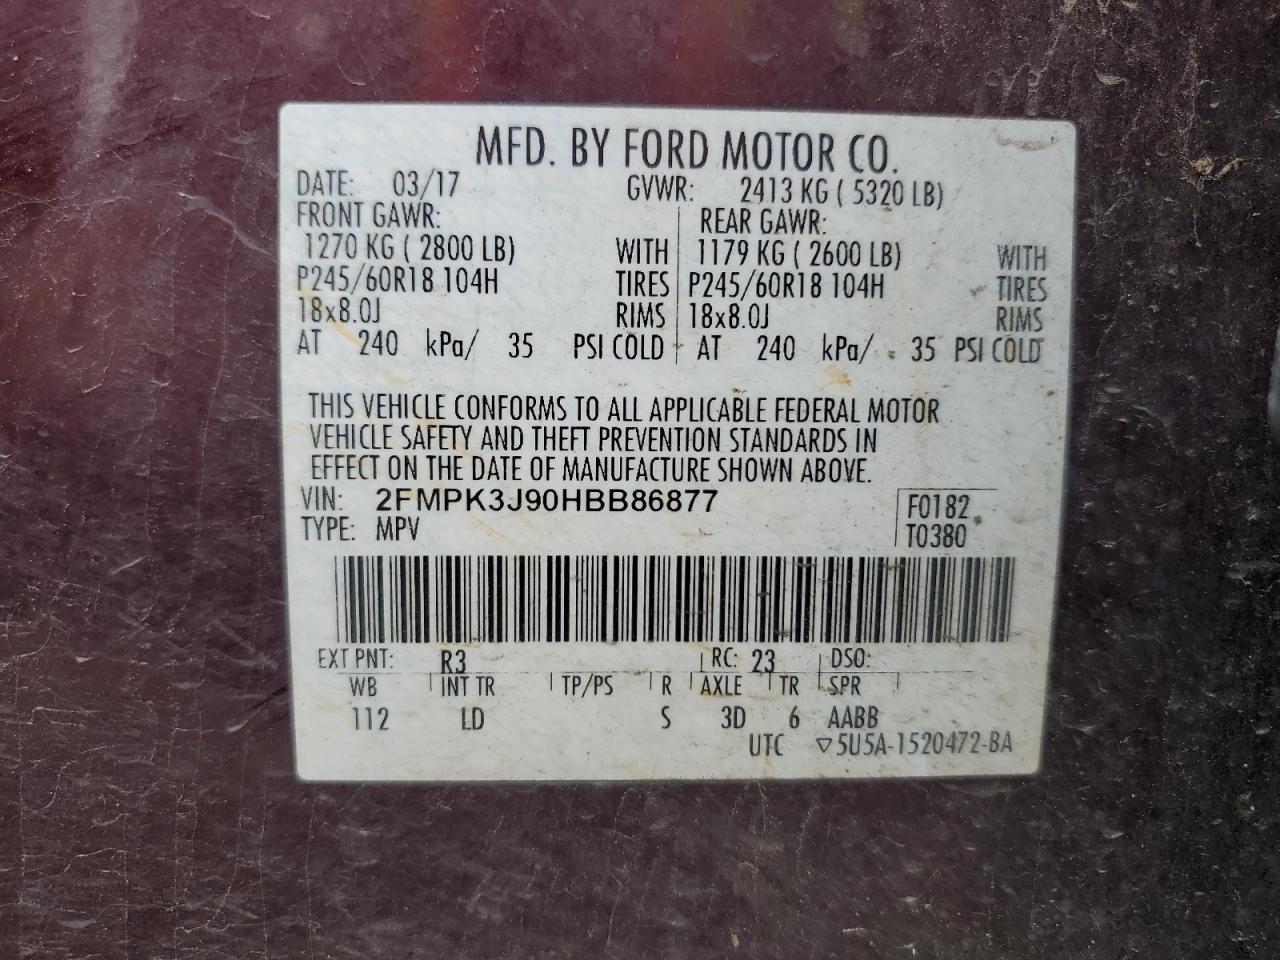 MFD. BY FORD MOTOR CO.
DATE: 03/17 GVWR: 2413 KG ( 5320 LB)
FRONT GAWR: REAR GAWR:
1270 KG ( 2800 LB) WITH 1179 KG ( 2600 LB) WITH
P245/60R18 104H TIRES P245/60R18 104H TIRES
18x8.0J RIMS 18x8.0J RIMS
AT 240 kPa/ 35 PSI COLD AT 240 kPa/ 35 PSI COLD
THIS VEHICLE CONFORMS TO ALL APPLICABLE FEDERAL MOTOR
VEHICLE SAFETY AND THEFT PREVENTION STANDARDS IN
EFFECT ON THE DATE OF MANUFACTURE SHOWN ABOVE.
VIN: 2FMPK3J90HBB86877 F0182
TYPE: MPV T0380
EXT PNT: R3 RC: 23 DSO:
WB INT TR TP/PS R AXLE TR SPR
112 LD S 3D 6 AABB
UTC ▽5U5A-1520472-BA